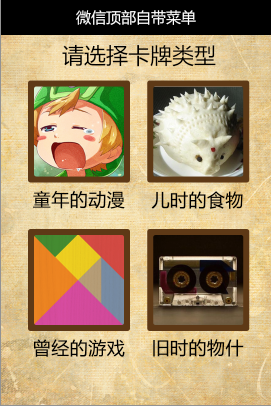 微信顶部自带菜单
请选择卡牌类型
童年的动漫 儿时的食物
曾经的游戏 旧时的物什